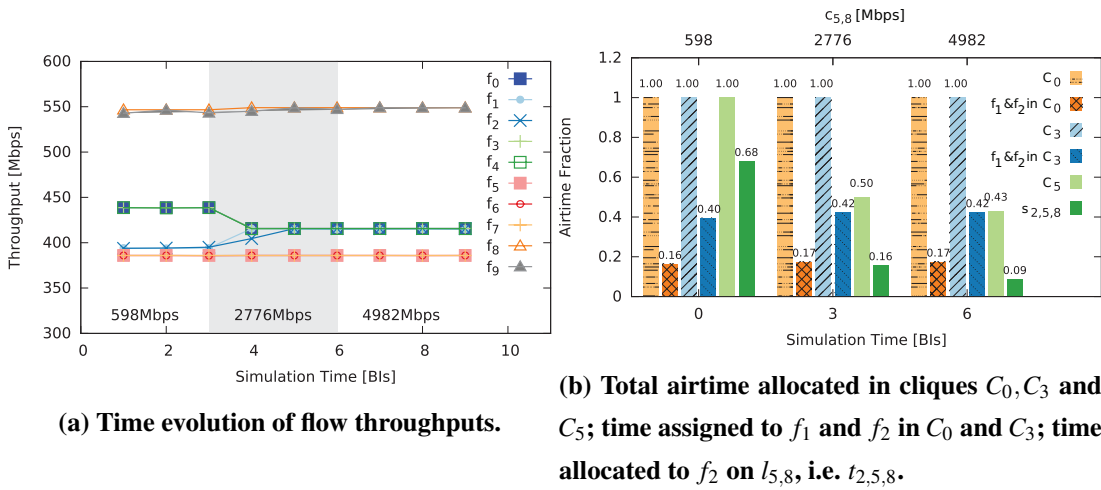 600
550
500
450
400
350
300
0
2
4
6
8
10
Throughput [Mbps]
Simulation Time [BIs]
598Mbps
2776Mbps
4982Mbps
f0
f1
f2
f3
f4
f5
f6
f7
f8
f9
(a) Time evolution of flow throughputs.
c5,8 [Mbps]
598
2776
4982
1.2
1
0.8
0.6
0.4
0.2
0
Airtime Fraction
1.00
0.16
1.00
0.40
1.00
0.68
1.00
0.17
1.00
0.42
0.50
0.16
1.00
0.17
1.00
0.42
0.43
0.09
C0
f1&f2 in C0
C3
f1&f2 in C3
C5
s2,5,8
0
3
6
Simulation Time [BIs]
(b) Total airtime allocated in cliques C0,C3 and
C5; time assigned to f1 and f2 in C0 and C3; time
allocated to f2 on l5,8, i.e. t2,5,8.